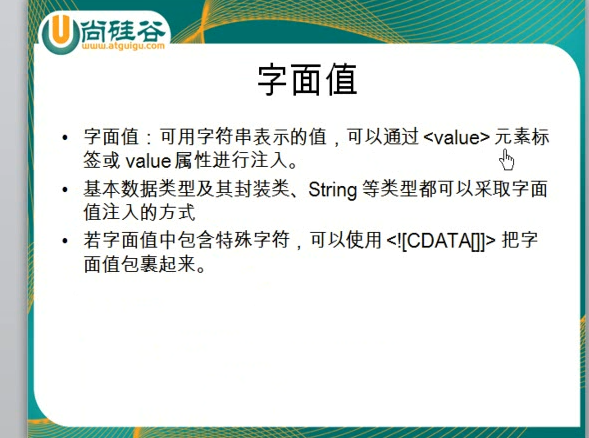 尚硅谷
www.atguigu.com
字面值
• 字面值：可用字符串表示的值，可以通过 <value> 元素标
签或 value 属性进行注入。
• 基本数据类型及其封装类、String 等类型都可以采取字面
值注入的方式
• 若字面值中包含特殊字符，可以使用 <![CDATA[]]> 把字
面值包裹起来。